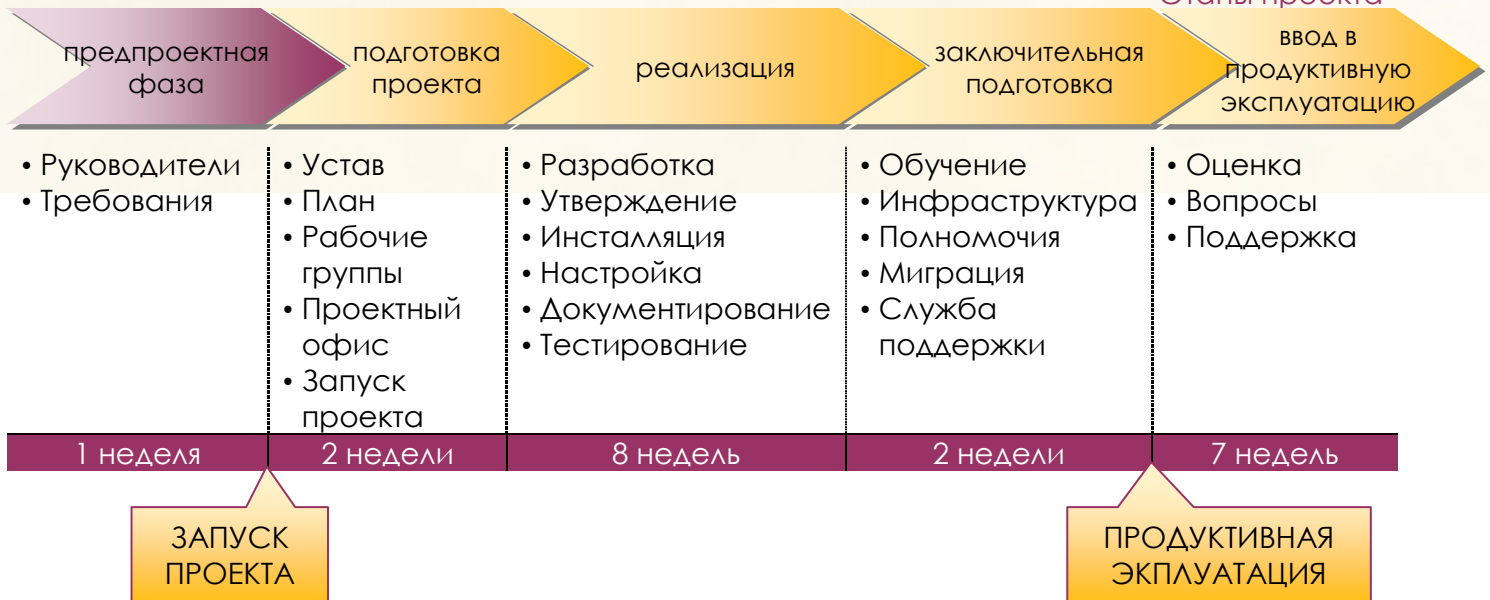 Этапы проекта
предпроектная
фаза
подготовка
проекта
реализация
заключительная
подготовка
ввод в
продуктивную
эксплуатацию
• Руководители
• Требования
• Устав
• План
• Рабочие
группы
• Проектный
офис
• Запуск
проекта
• Разработка
• Утверждение
• Инсталляция
• Настройка
• Документирование
• Тестирование
• Обучение
• Инфраструктура
• Полномочия
• Миграция
• Служба
поддержки
• Оценка
• Вопросы
• Поддержка
1 неделя
2 недели
8 недель
2 недели
7 недель
ЗАПУСК
ПРОЕКТА
ПРОДУКТИВНАЯ
ЭКПЛУАТАЦИЯ